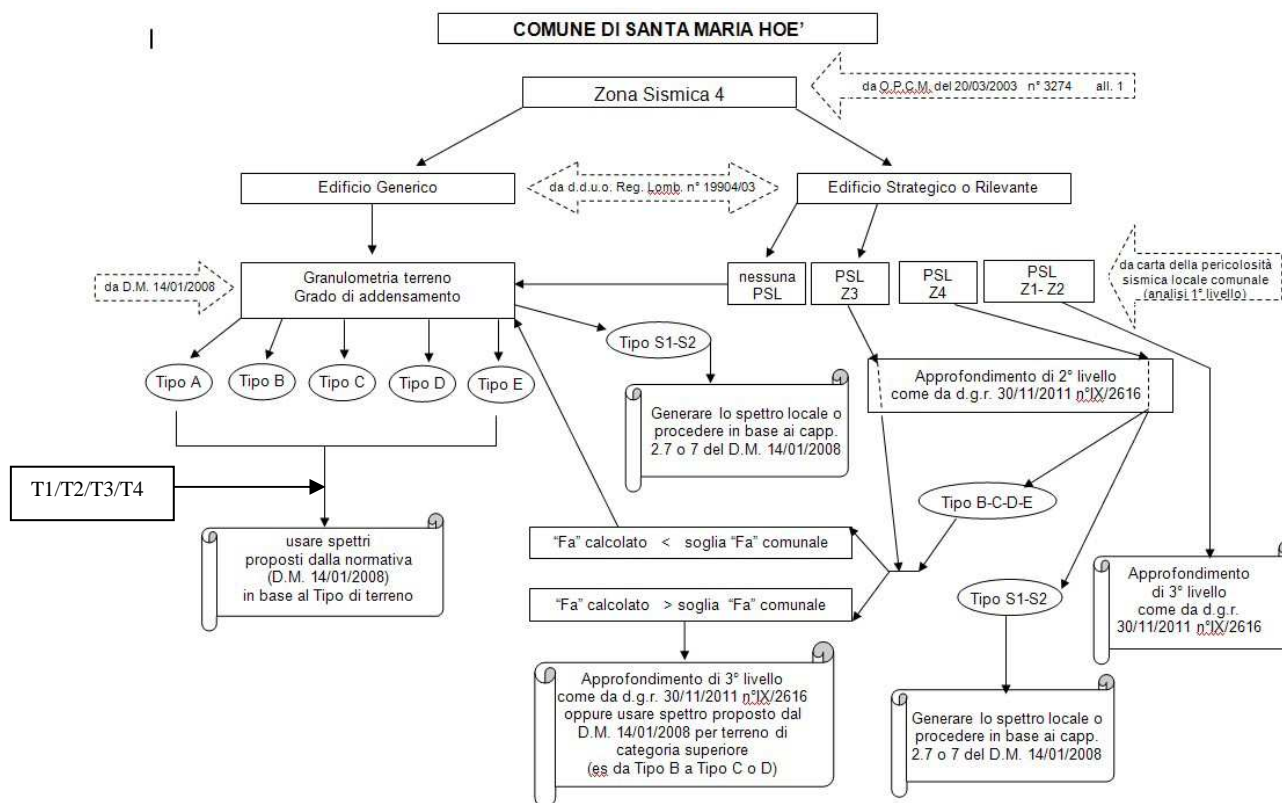 COMUNE DI SANTA MARIA HOE'
Zona Sismica 4
da O.P.C.M. del 20/03/2003 n° 3274 all. 1
Edificio Generico
da d.d.u.o. Reg. Lomb. n° 19904/03
Edificio Strategico o Rilevante
da D.M. 14/01/2008
Granulometria terreno
Grado di addensamento
nessuna
PSL
PSL
Z3
PSL
Z4
PSL
Z1- Z2
da carta della pericolosità
sismica locale comunale
(analisi 1° livello)
Tipo A
Tipo B
Tipo C
Tipo D
Tipo E
Tipo S1-S2
Approfondimento di 2° livello
come da d.g.r. 30/11/2011 n°IX/2616
Generare lo spettro locale o
procedere in base ai capp.
2.7 o 7 del D.M. 14/01/2008
T1/T2/T3/T4
Tipo B-C-D-E
usare spettri
proposti dalla normativa
(D.M. 14/01/2008)
in base al Tipo di terreno
"Fa" calcolato < soglia "Fa" comunale
"Fa" calcolato > soglia "Fa" comunale
Tipo S1-S2
Approfondimento
di 3° livello
come da d.g.r.
30/11/2011 n°IX/2616
Approfondimento di 3° livello
come da d.g.r. 30/11/2011 n°IX/2616
oppure usare spettro proposto dal
D.M. 14/01/2008 per terreno di
categoria superiore
(es da Tipo B a Tipo C o D)
Generare lo spettro locale o
procedere in base ai capp.
2.7 o 7 del D.M. 14/01/2008